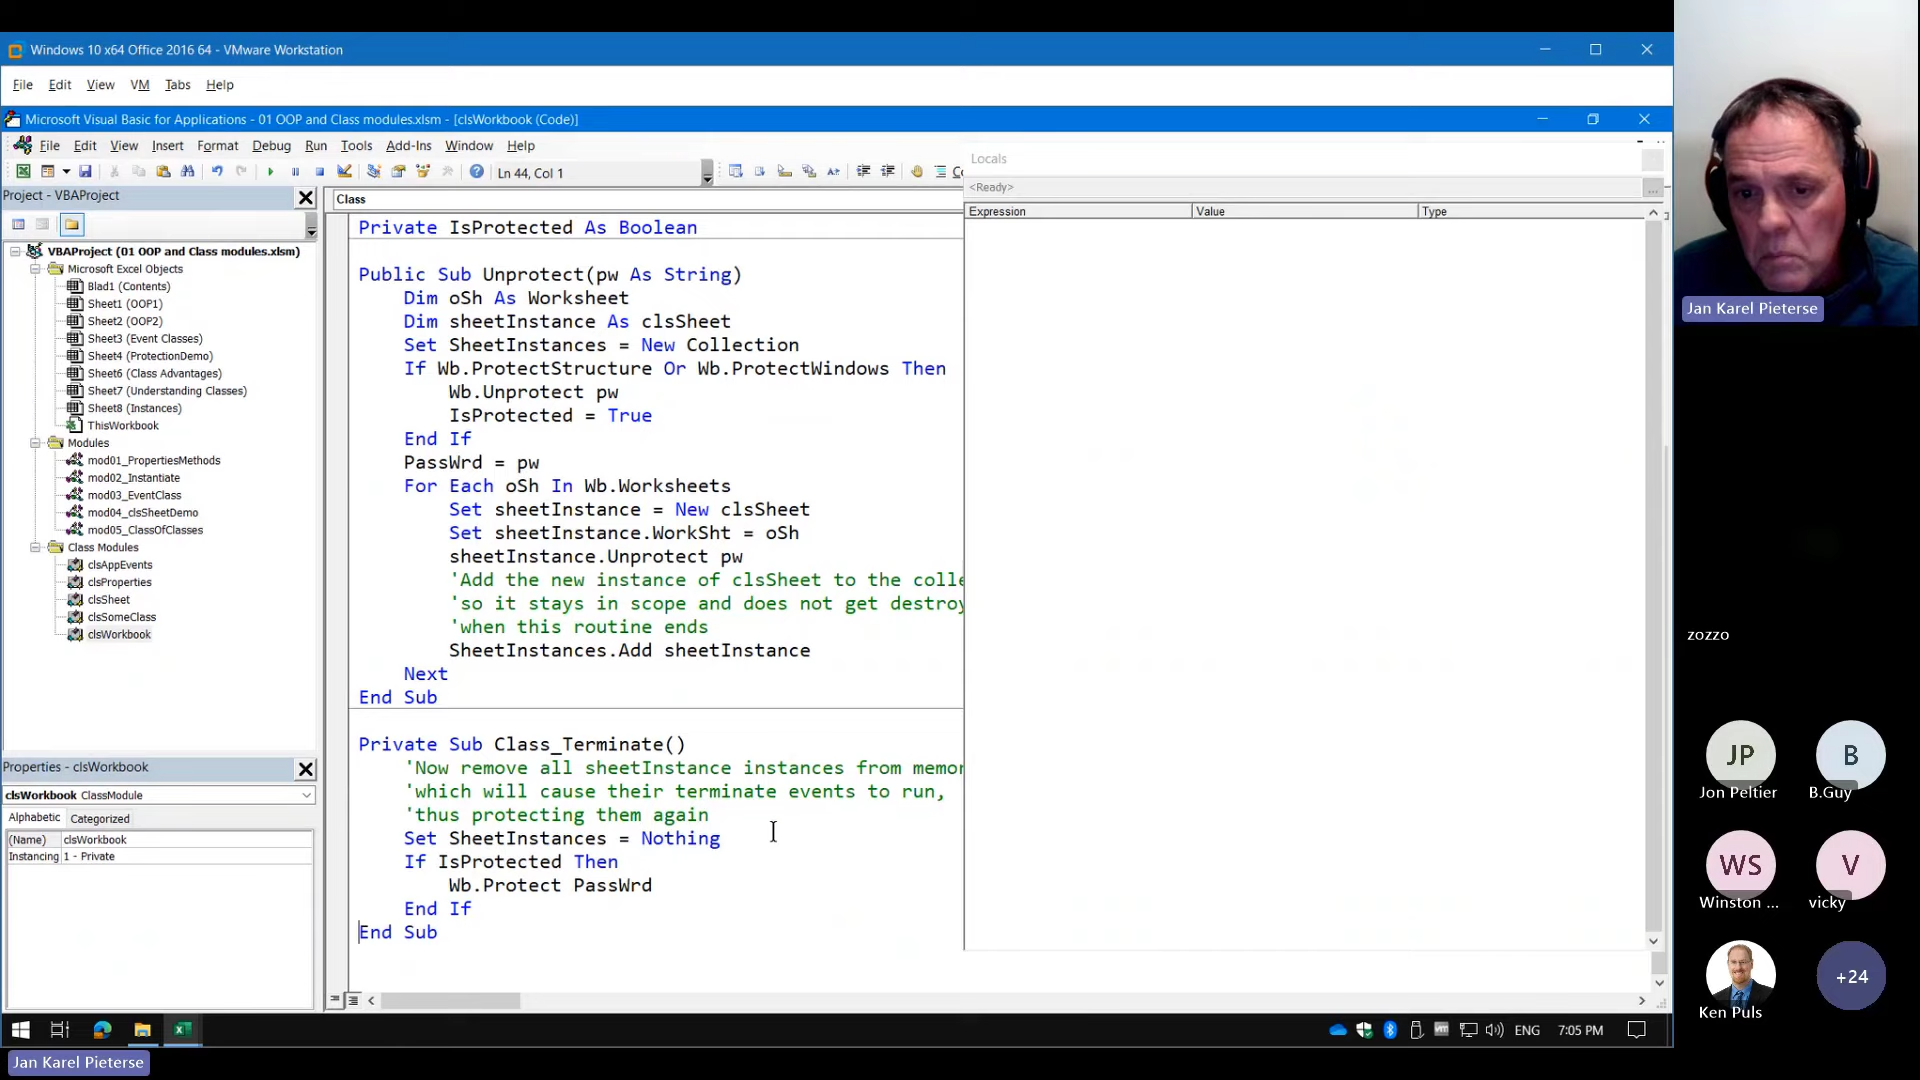 Windows 10 x64 Office 2016 64 - VMware Workstation
File Edit View VM Tabs Help
Microsoft Visual Basic for Applications - 01 OOP and Class modules.xlsm - [clsWorkbook (Code)]
File Edit View Insert Format Debug Run Tools Add-Ins Window Help
Ln 44, Col 1
Project - VBAProject
VBAProject (01 OOP and Class modules.xlsm)
Microsoft Excel Objects
Blad1 (Contents)
Sheet1 (OOP1)
Sheet2 (OOP2)
Sheet3 (Event Classes)
Sheet4 (ProtectionDemo)
Sheet6 (Class Advantages)
Sheet7 (Understanding Classes)
Sheet8 (Instances)
ThisWorkbook
Modules
mod01_PropertiesMethods
mod02_Instantiate
mod03_EventClass
mod04_clsSheetDemo
mod05_ClassOfClasses
Class Modules
clsAppEvents
clsProperties
clsSheet
clsSomeClass
clsWorkbook
Properties - clsWorkbook
clsWorkbook ClassModule
Alphabetic Categorized
(Name) clsWorkbook
Instancing 1 - Private
Class
Private IsProtected As Boolean
Public Sub Unprotect(pw As String)
Dim oSh As Worksheet
Dim sheetInstance As clsSheet
Set SheetInstances = New Collection
If Wb.ProtectStructure Or Wb.ProtectWindows Then
Wb.Unprotect pw
IsProtected = True
End If
PassWrd = pw
For Each oSh In Wb.Worksheets
Set sheetInstance = New clsSheet
Set sheetInstance.WorkSht = oSh
sheetInstance.Unprotect pw
'Add the new instance of clsSheet to the colle
'so it stays in scope and does not get destroy
'when this routine ends
SheetInstances.Add sheetInstance
Next
End Sub
Private Sub Class_Terminate()
'Now remove all sheetInstance instances from memor
'which will cause their terminate events to run,
'thus protecting them again
Set SheetInstances = Nothing
If IsProtected Then
Wb.Protect PassWrd
End If
End Sub
Locals
<Ready>
Expression Value Type
ENG 7:05 PM
Jan Karel Pieterse
Jan Karel Pieterse
zozzo
JP B
Jon Peltier B.Guy
WS V
Winston ... vicky
+24
Ken Puls